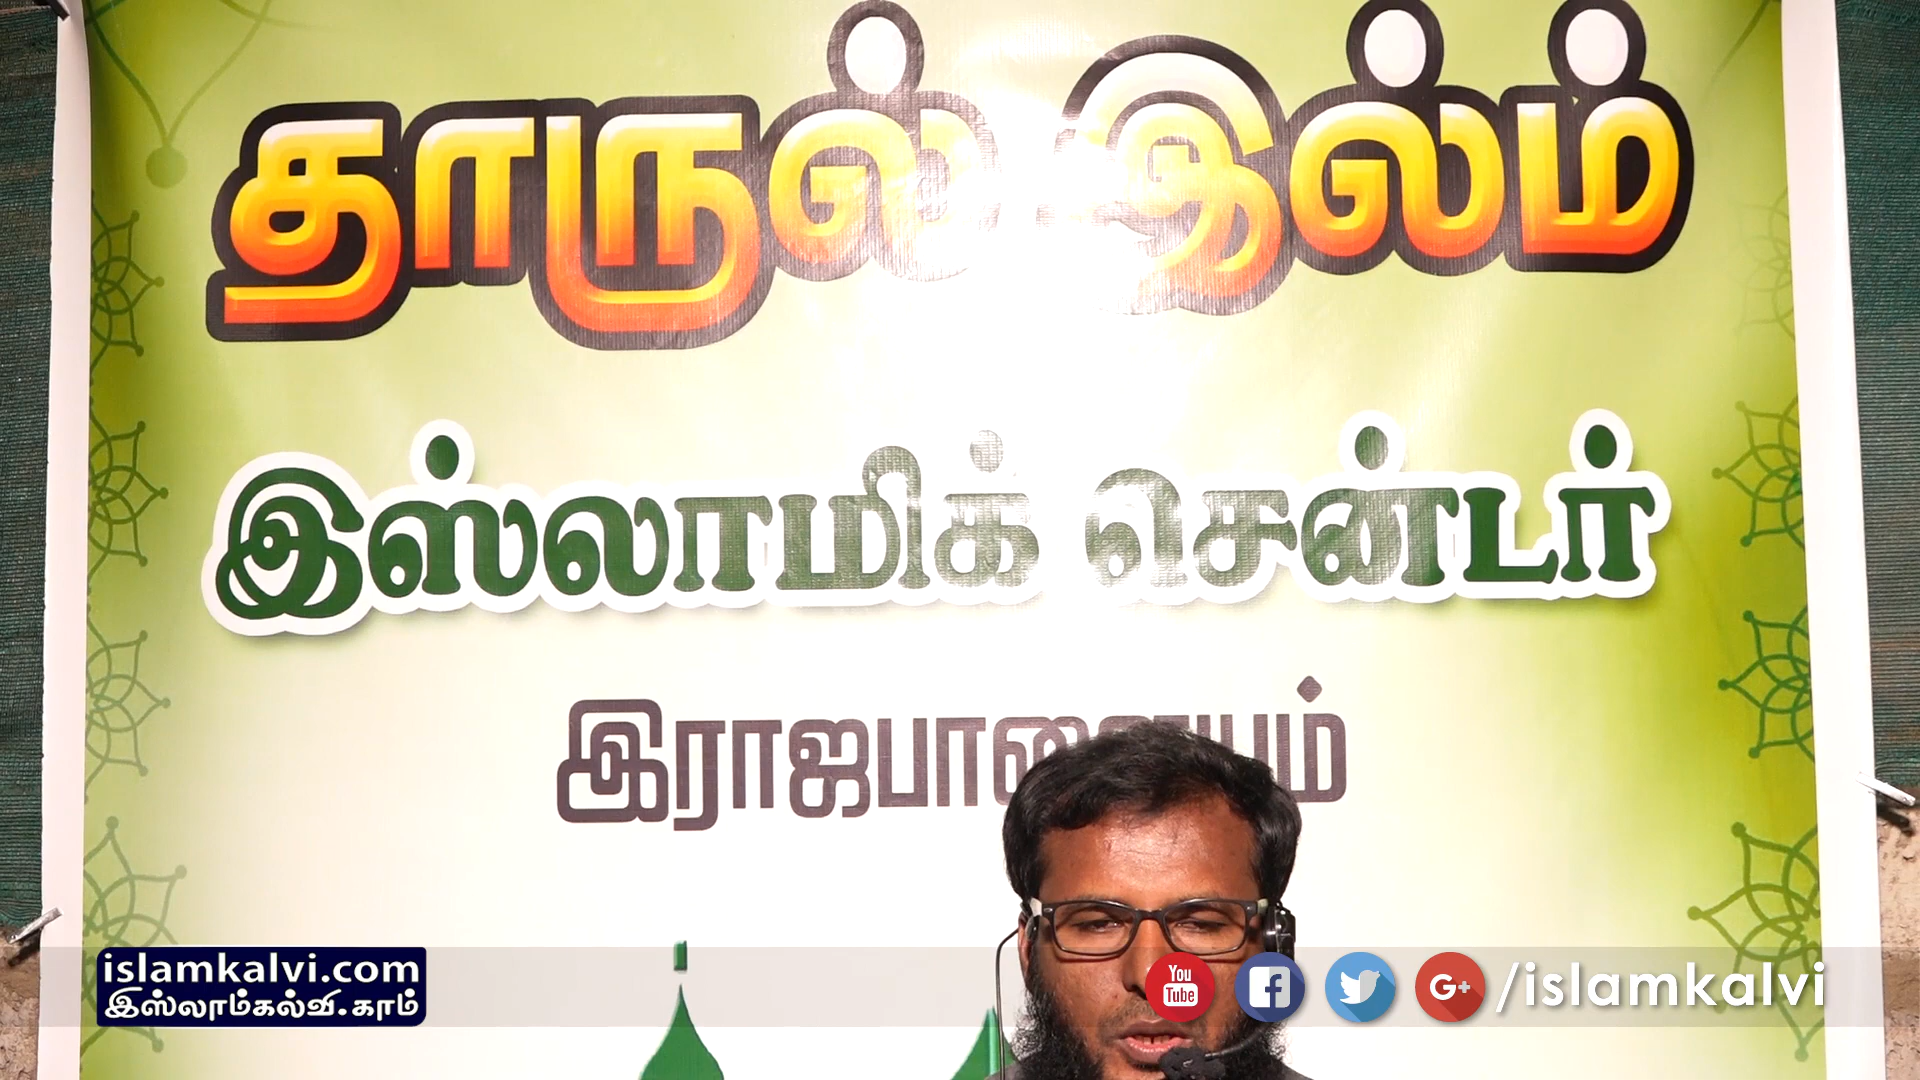 தாருல் இல்ம்
இஸ்லாமிக் சென்டர்
islamkalvi.com
இஸ்லாம்கல்வி.காம்
You
Tube
f
G+
/islamkalvi